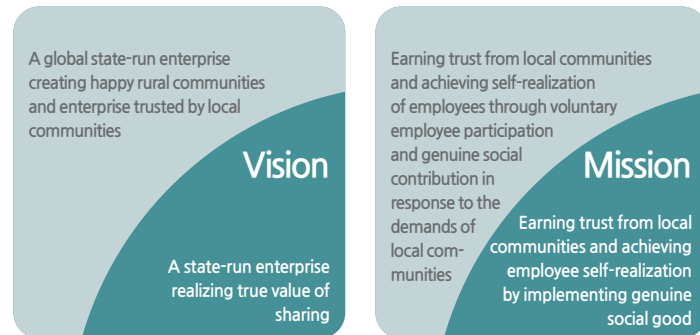 A global state-run enterprise
creating happy rural communities
and enterprise trusted by local
communities
Vision
A state-run enterprise
realizing true value of
sharing
Earning trust from local communities
and achieving self-realization
of employees through voluntary
employee participation
and genuine social
contribution in
response to the
demands of
local com-
munities
Mission
Earning trust from local
communities and achieving
employee self-realization
by implementing genuine
social good